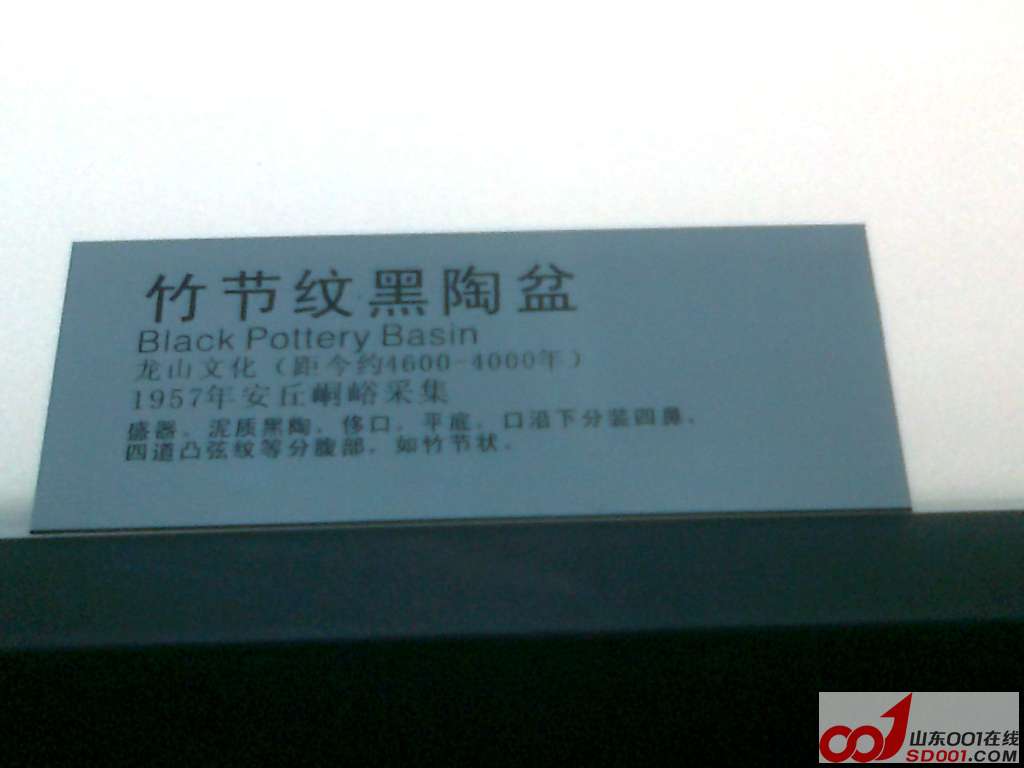 竹节纹黑陶盆
Black Pottery Basin
龙山文化（距今约4600-4000年）
1957年安丘峒峪采集
盛器。泥质黑陶。侈口，平底。口沿下分装四鼻，
四道凸弦纹等分腹部，如竹节状。
山东001在线
SD001.COM